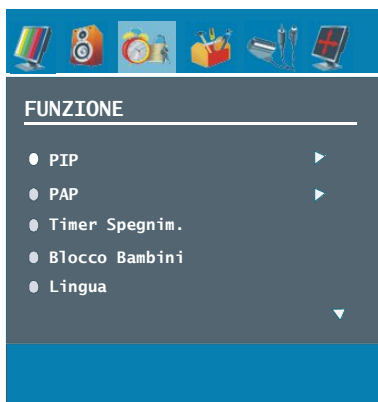 FUNZIONE
PIP
PAP
Timer Spegnim.
Blocco Bambini
Lingua